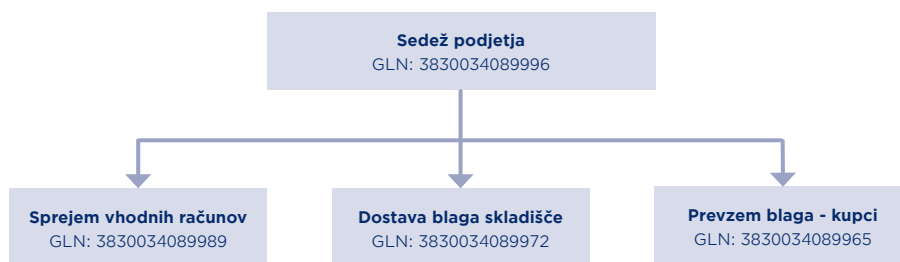 Sedež podjetja
GLN: 3830034089996
Sprejem vhodnih računov
GLN: 3830034089989
Dostava blaga skladišče
GLN: 3830034089972
Prevzem blaga - kupci
GLN: 3830034089965